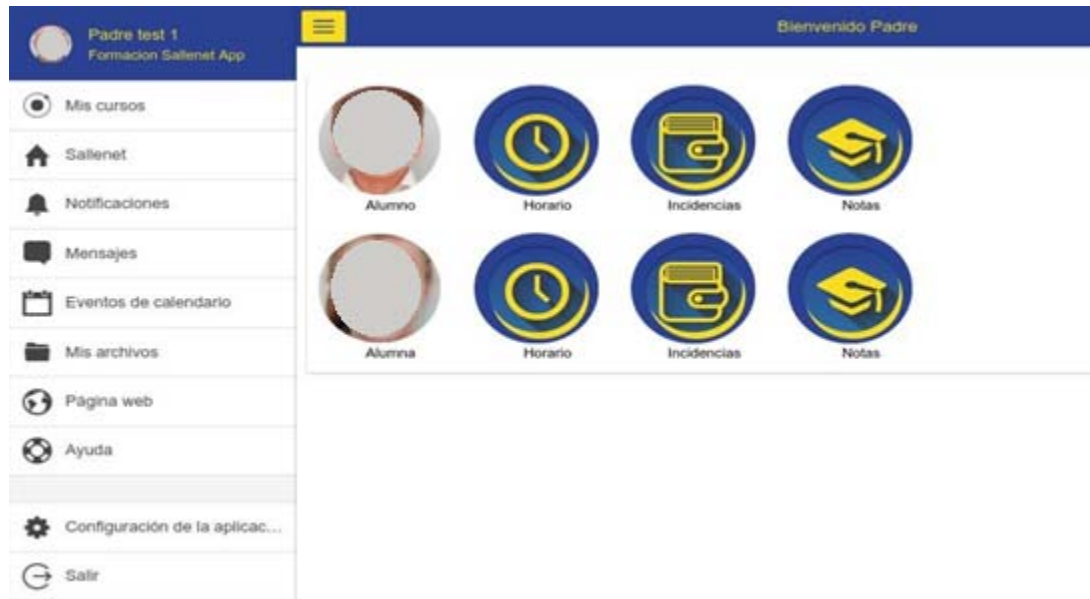 Padre test 1
Formacion Sallenet App
Bienvenido Padre
Mis cursos
Sallenet
Notificaciones
Mensajes
Eventos de calendario
Mis archivos
Página web
Ayuda
Configuración de la aplicac...
Salir
Alumno Horario Incidencias Notas
Alumna Horario Incidencias Notas